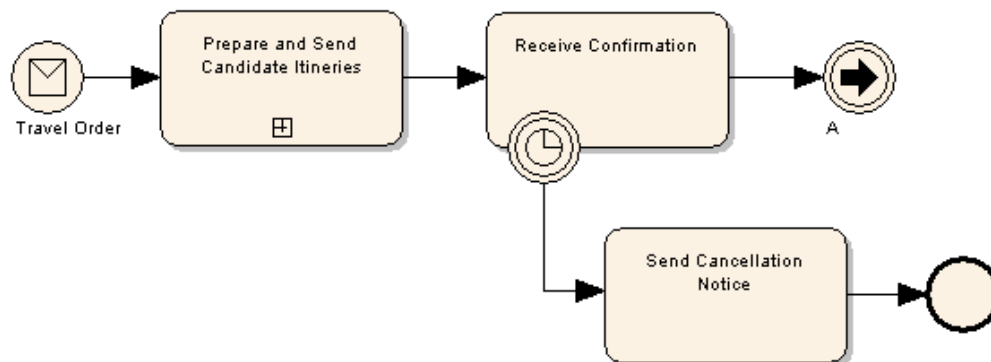 Prepare and Send
Candidate Itineries
Receive Confirmation
Travel Order
A
Send Cancellation
Notice